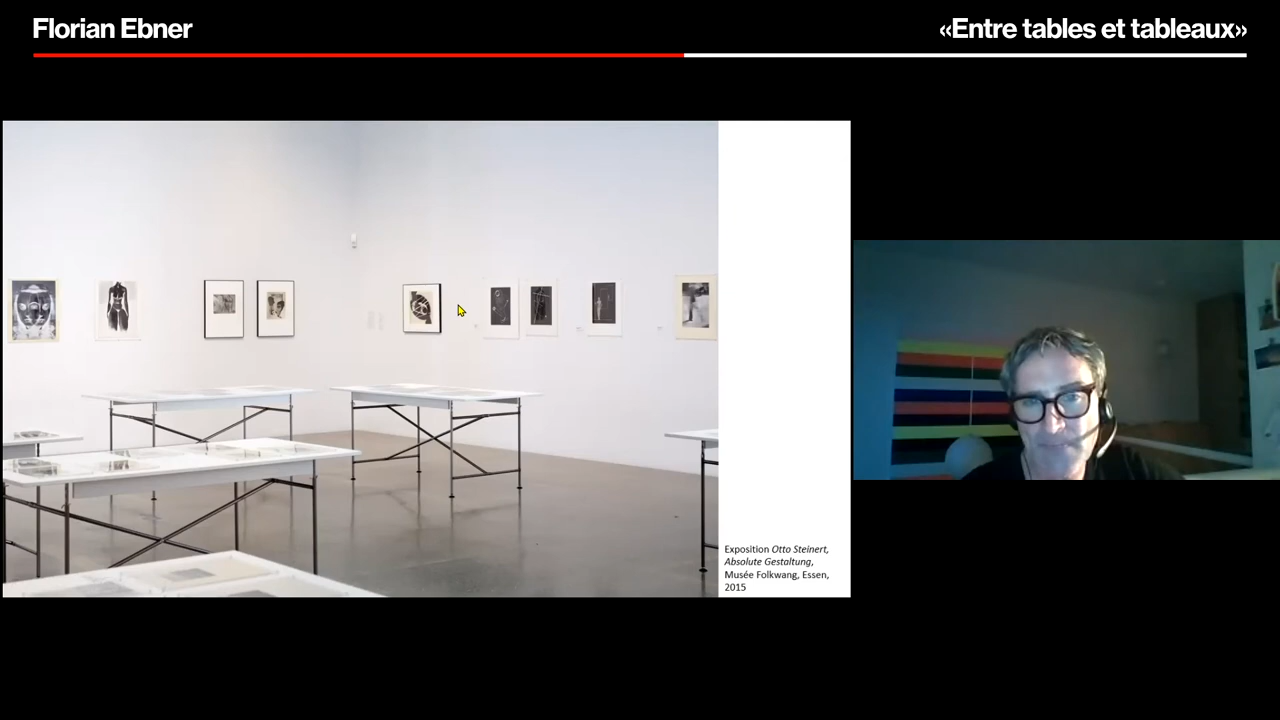 Florian Ebner
«Entre tables et tableaux»
Exposition Otto Steinert,
Absolute Gestaltung,
Musée Folkwang, Essen,
2015